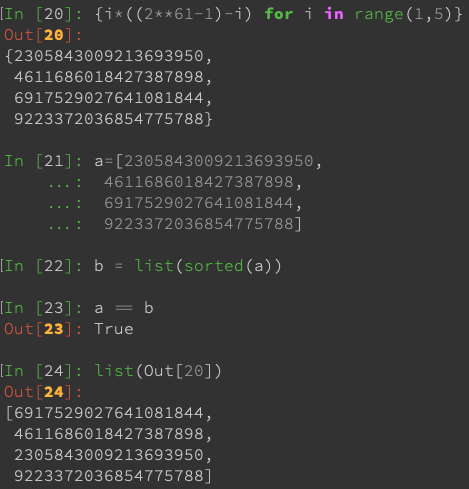 [In [20]: {i*((2**61-1)-i) for i in range(1,5)}
Out[20]:
{2305843009213693950,
 4611686018427387898,
 6917529027641081844,
 9223372036854775788}
In [21]: a=[2305843009213693950,
    ...:  4611686018427387898,
    ...:  6917529027641081844,
    ...:  9223372036854775788]
[In [22]: b = list(sorted(a))
[In [23]: a == b
Out[23]: True
[In [24]: list(Out[20])
Out[24]:
[6917529027641081844,
 4611686018427387898,
 2305843009213693950,
 9223372036854775788]